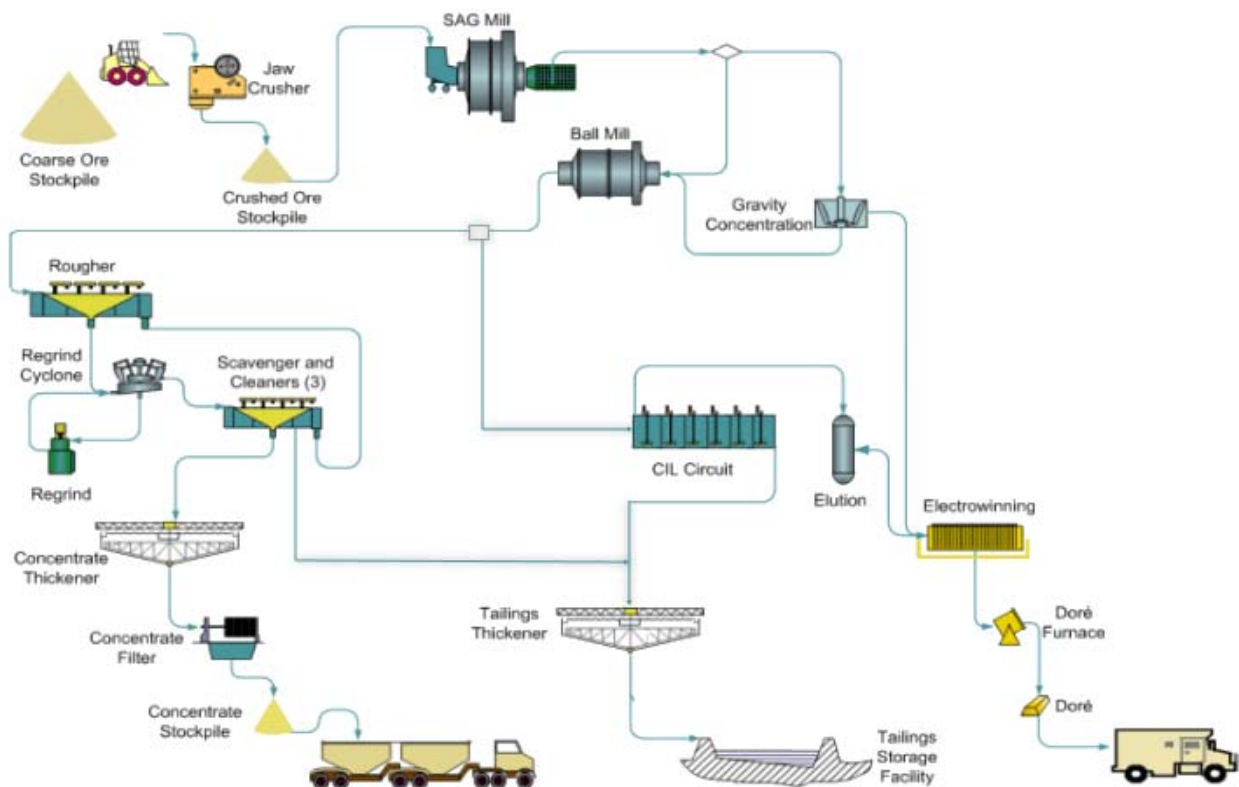 SAG Mill
Jaw
Crusher
Coarse Ore
Stockpile
Crushed Ore
Stockpile
Ball Mill
Gravity
Concentration
Rougher
Regrind
Cyclone
Scavenger and
Cleaners (3)
Regrind
CIL Circuit
Elution
Electrowinning
Concentrate
Thickener
Concentrate
Filter
Concentrate
Stockpile
Tailings
Thickener
Tailings
Storage
Facility
Doré
Furnace
Doré